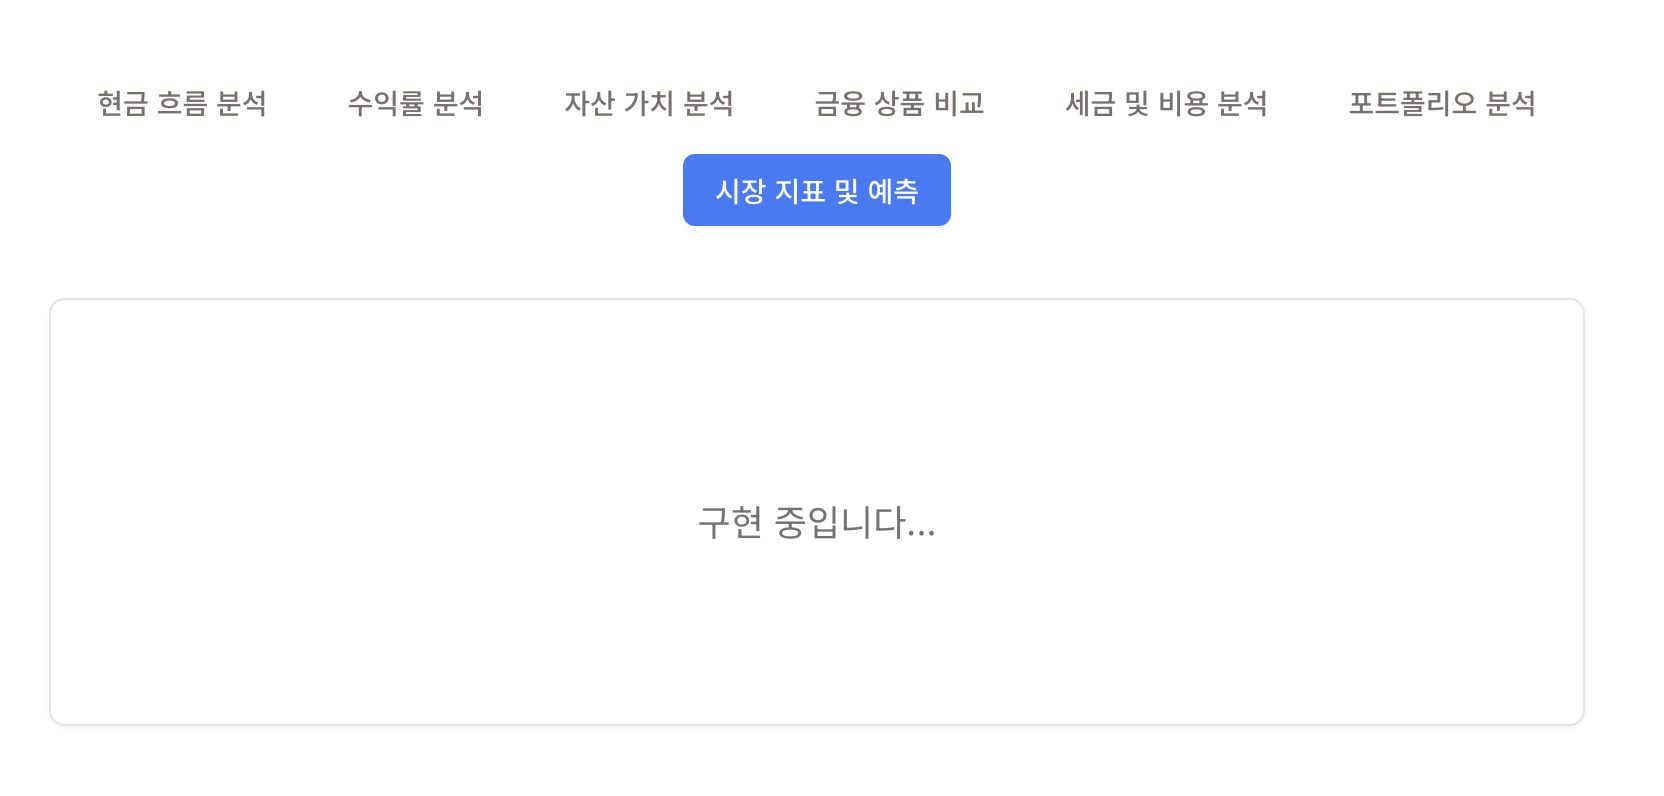 현금 흐름 분석 수익률 분석 자산 가치 분석 금융 상품 비교 세금 및 비용 분석 포트폴리오 분석
시장 지표 및 예측
구현 중입니다...